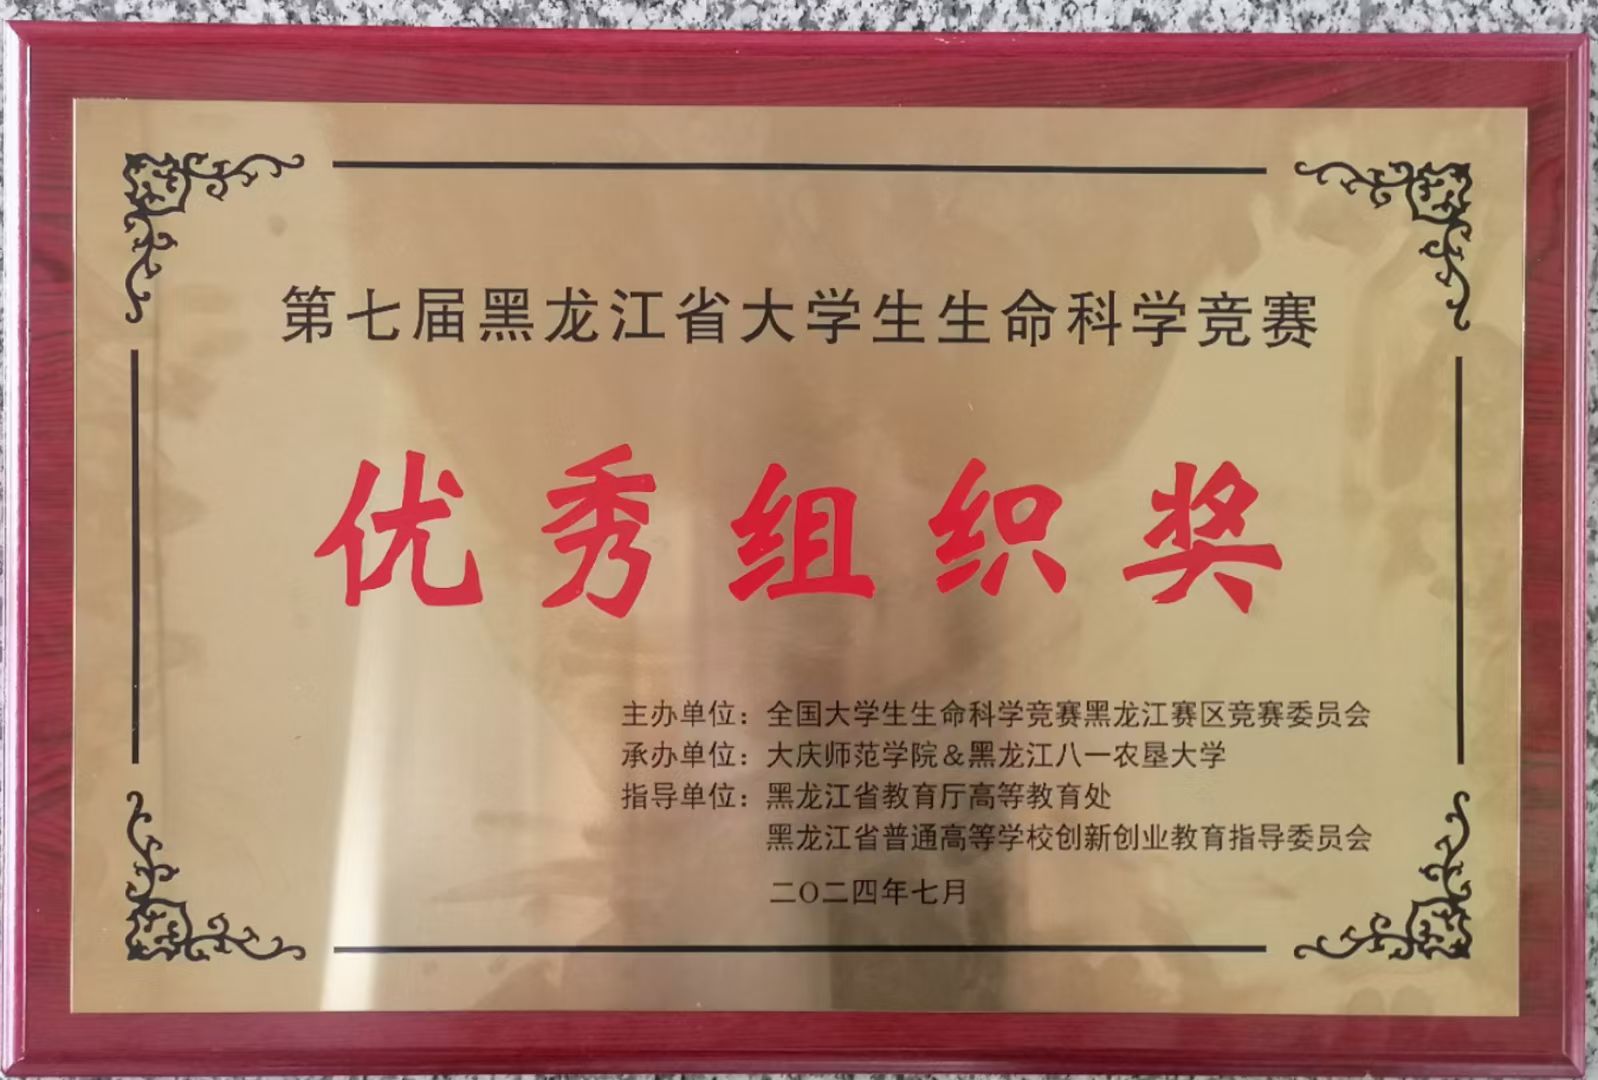 第七届黑龙江省大学生生命科学竞赛
优秀组织奖
主办单位：全国大学生生命科学竞赛黑龙江赛区竞赛委员会
承办单位：大庆师范学院&黑龙江八一农垦大学
指导单位：黑龙江省教育厅高等教育处
黑龙江省普通高等学校创新创业教育指导委员会
二O二四年七月